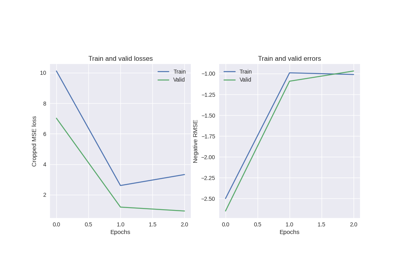 Train and valid losses
Train
Valid
10
8
6
4
2
Cropped MSE loss
0.0 0.5 1.0 1.5 2.0
Epochs
Train and valid errors
Train
Valid
−1.00
−1.25
−1.50
−1.75
−2.00
−2.25
−2.50
Negative RMSE
0.0 0.5 1.0 1.5 2.0
Epochs